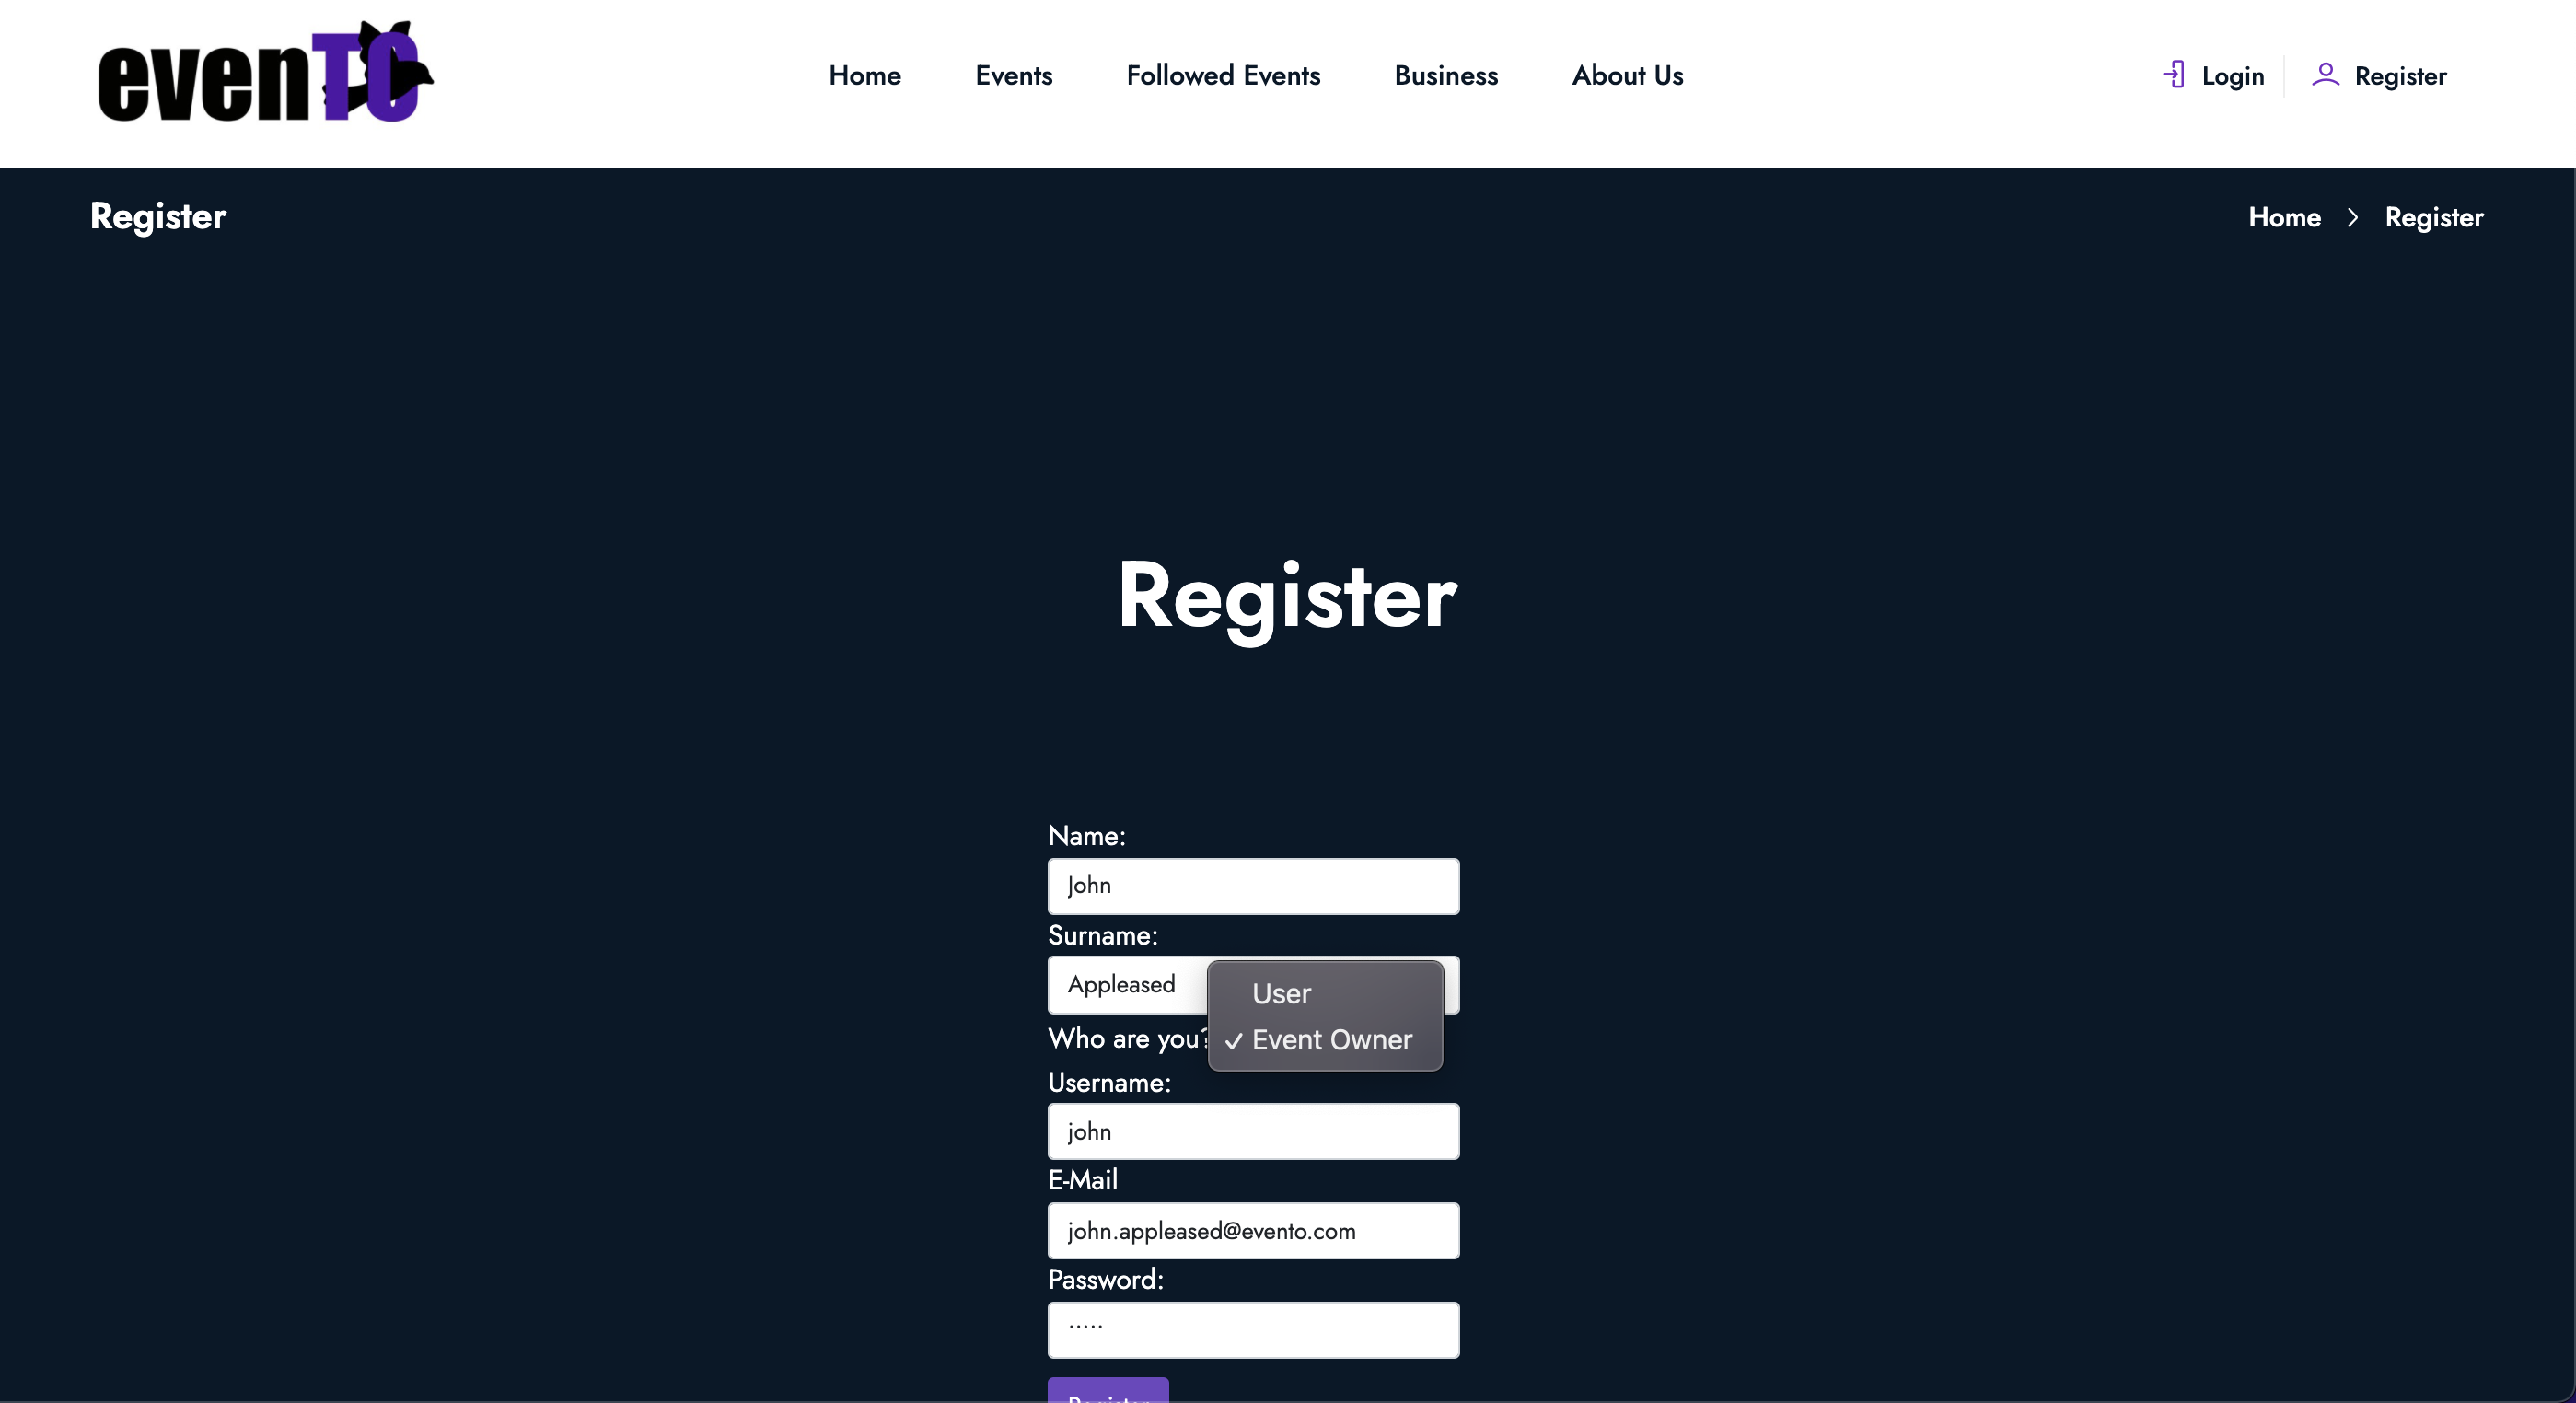 evenTO
Home Events Followed Events Business About Us
Login Register
Register
Home > Register
Register
Name:
John
Surname:
Appleased
User
Who are you?
✓ Event Owner
Username:
john
E-Mail
john.appleased@evento.com
Password:
·····
Register